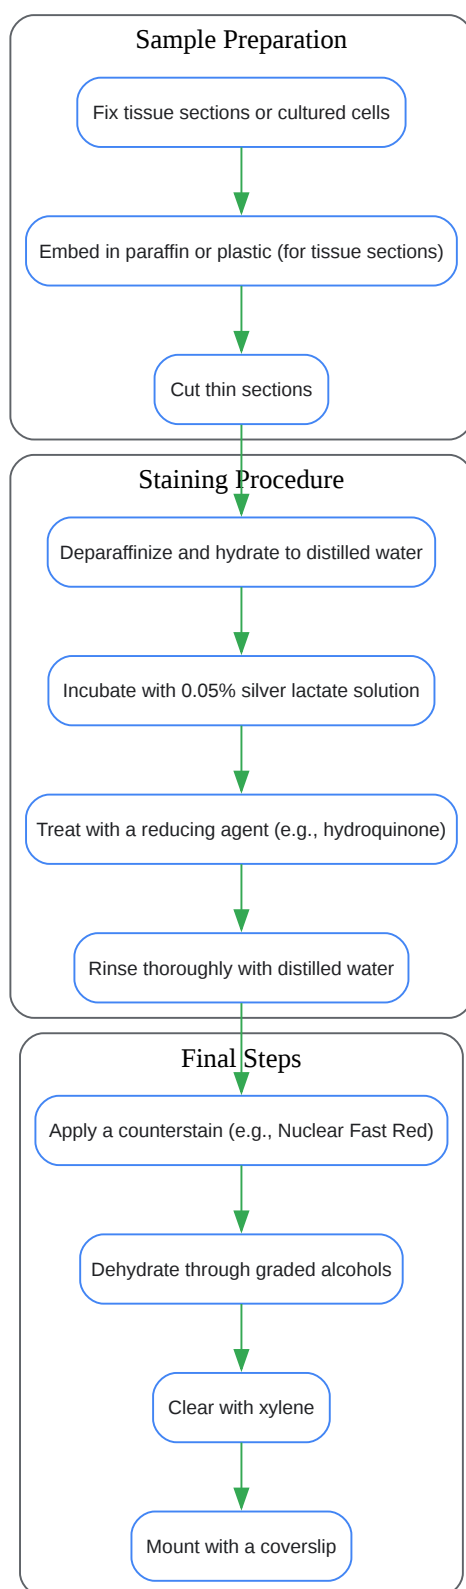 Sample Preparation
Fix tissue sections or cultured cells
Embed in paraffin or plastic (for tissue sections)
Cut thin sections
Staining Procedure
Deparaffinize and hydrate to distilled water
Incubate with 0.05% silver lactate solution
Treat with a reducing agent (e.g., hydroquinone)
Rinse thoroughly with distilled water
Final Steps
Apply a counterstain (e.g., Nuclear Fast Red)
Dehydrate through graded alcohols
Clear with xylene
Mount with a coverslip